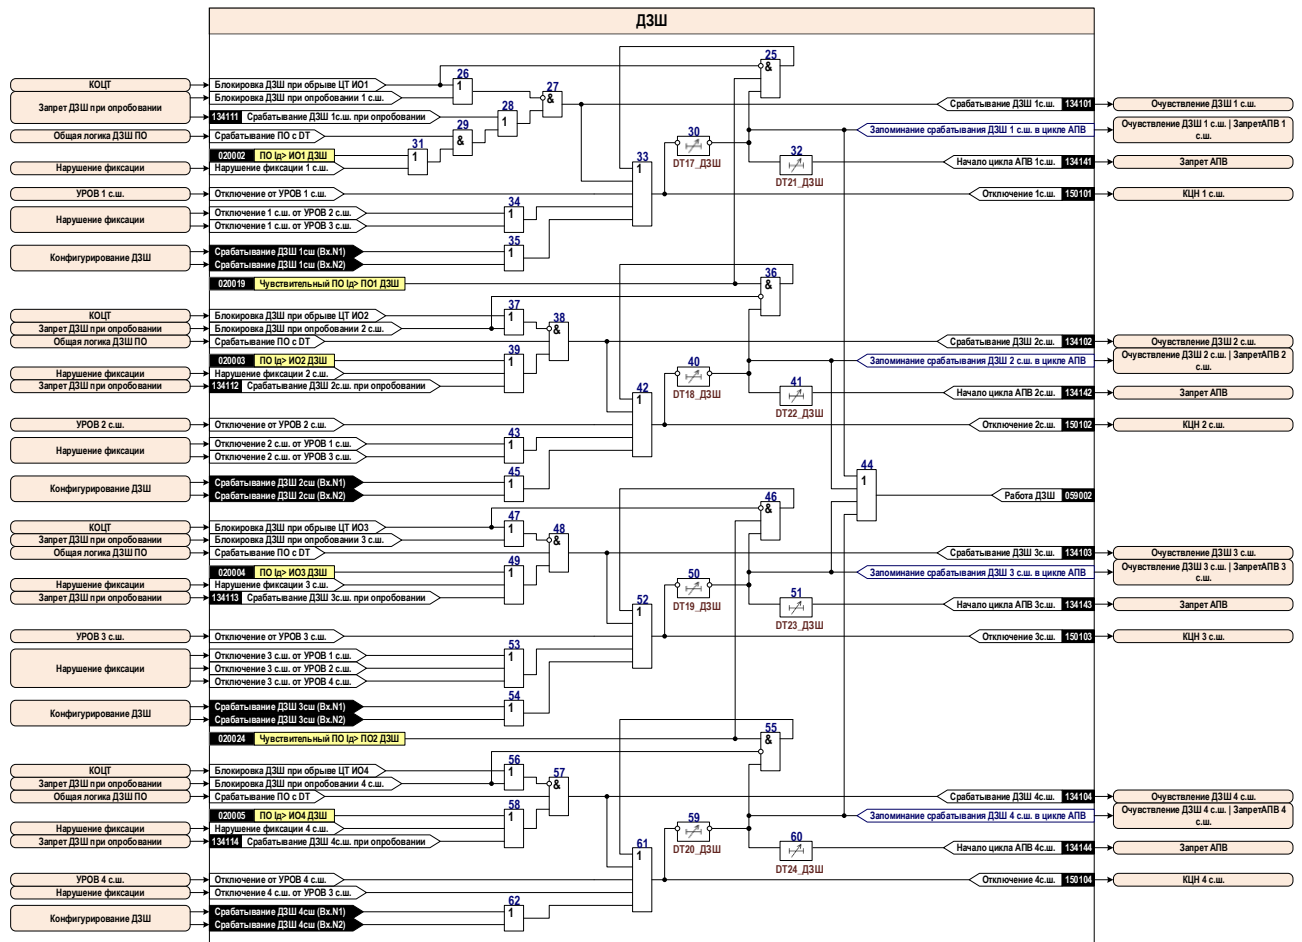 ДЗШ
25
26
27
КОЦТ
Блокировка ДЗШ при обрыве ЦТ ИО1
1
&
&
Блокировка ДЗШ при опробовании 1 с.ш.
Запрет ДЗШ при опробовании
28
Срабатывание ДЗШ 1с.ш.
134101
Очувствление ДЗШ 1 с.ш.
134111
Срабатывание ДЗШ 1с.ш. при опробовании
1
29
30
Запоминание срабатывания ДЗШ 1 с.ш. в цикле АПВ
Очувствление ДЗШ 1 с.ш. | ЗапретАПВ 1 с.ш.
Общая логика ДЗШ ПО
Срабатывание ПО с DT
&
31
32
020002
ПО Iд> ИО1 ДЗШ
1
33
DT17_ДЗШ
Начало цикла АПВ 1с.ш.
134141
Запрет АПВ
Нарушение фиксации
Нарушение фиксации 1 с.ш.
1
DT21_ДЗШ
УРОВ 1 с.ш.
Отключение от УРОВ 1 с.ш.
Отключение 1с.ш.
150101
КЦН 1 с.ш.
34
Нарушение фиксации
Отключение 1 с.ш. от УРОВ 2 с.ш.
1
Отключение 1 с.ш. от УРОВ 3 с.ш.
35
Конфигурирование ДЗШ
Срабатывание ДЗШ 1сш (Вх.N1)
1
Срабатывание ДЗШ 1сш (Вх.N2)
36
020019
Чувствительный ПО Iд> ПО1 ДЗШ
&
37
КОЦТ
Блокировка ДЗШ при обрыве ЦТ ИО2
1
38
Запрет ДЗШ при опробовании
Блокировка ДЗШ при опробовании 2 с.ш.
&
Общая логика ДЗШ ПО
Срабатывание ПО с DT
Срабатывание ДЗШ 2с.ш.
134102
Очувствление ДЗШ 2 с.ш.
39
40
020003
ПО Iд> ИО2 ДЗШ
1
Запоминание срабатывания ДЗШ 2 с.ш. в цикле АПВ
Очувствление ДЗШ 2 с.ш. | ЗапретАПВ 2 с.ш.
Нарушение фиксации
Нарушение фиксации 2 с.ш.
41
Запрет ДЗШ при опробовании
134112
Срабатывание ДЗШ 2с.ш. при опробовании
42
DT18_ДЗШ
Начало цикла АПВ 2с.ш.
134142
Запрет АПВ
1
DT22_ДЗШ
УРОВ 2 с.ш.
Отключение от УРОВ 2 с.ш.
Отключение 2с.ш.
150102
КЦН 2 с.ш.
43
Нарушение фиксации
Отключение 2 с.ш. от УРОВ 1 с.ш.
1
Отключение 2 с.ш. от УРОВ 3 с.ш.
44
45
1
Конфигурирование ДЗШ
Срабатывание ДЗШ 2сш (Вх.N1)
1
Срабатывание ДЗШ 2сш (Вх.N2)
Работа ДЗШ
059002
46
&
47
КОЦТ
Блокировка ДЗШ при обрыве ЦТ ИО3
1
48
Запрет ДЗШ при опробовании
Блокировка ДЗШ при опробовании 3 с.ш.
&
Общая логика ДЗШ ПО
Срабатывание ПО с DT
Срабатывание ДЗШ 3с.ш.
134103
Очувствление ДЗШ 3 с.ш.
49
50
020004
ПО Iд> ИО3 ДЗШ
1
Запоминание срабатывания ДЗШ 3 с.ш. в цикле АПВ
Очувствление ДЗШ 3 с.ш. | ЗапретАПВ 3 с.ш.
Нарушение фиксации
Нарушение фиксации 3 с.ш.
51
Запрет ДЗШ при опробовании
134113
Срабатывание ДЗШ 3с.ш. при опробовании
52
DT19_ДЗШ
Начало цикла АПВ 3с.ш.
134143
Запрет АПВ
1
DT23_ДЗШ
УРОВ 3 с.ш.
Отключение от УРОВ 3 с.ш.
Отключение 3с.ш.
150103
КЦН 3 с.ш.
53
Нарушение фиксации
Отключение 3 с.ш. от УРОВ 1 с.ш.
1
Отключение 3 с.ш. от УРОВ 2 с.ш.
Отключение 3 с.ш. от УРОВ 4 с.ш.
54
Конфигурирование ДЗШ
Срабатывание ДЗШ 3сш (Вх.N1)
1
Срабатывание ДЗШ 3сш (Вх.N2)
55
020024
Чувствительный ПО Iд> ПО2 ДЗШ
&
56
КОЦТ
Блокировка ДЗШ при обрыве ЦТ ИО4
1
57
Запрет ДЗШ при опробовании
Блокировка ДЗШ при опробовании 4 с.ш.
&
Общая логика ДЗШ ПО
Срабатывание ПО с DT
Срабатывание ДЗШ 4с.ш.
134104
Очувствление ДЗШ 4 с.ш.
58
59
020005
ПО Iд> ИО4 ДЗШ
1
Запоминание срабатывания ДЗШ 4 с.ш. в цикле АПВ
Очувствление ДЗШ 4 с.ш. | ЗапретАПВ 4 с.ш.
Нарушение фиксации
Нарушение фиксации 4 с.ш.
60
Запрет ДЗШ при опробовании
134114
Срабатывание ДЗШ 4с.ш. при опробовании
61
DT20_ДЗШ
Начало цикла АПВ 4с.ш.
134144
Запрет АПВ
1
DT24_ДЗШ
УРОВ 4 с.ш.
Отключение от УРОВ 4 с.ш.
Отключение 4с.ш.
150104
КЦН 4 с.ш.
Нарушение фиксации
Отключение 4 с.ш. от УРОВ 3 с.ш.
62
Конфигурирование ДЗШ
Срабатывание ДЗШ 4сш (Вх.N1)
1
Срабатывание ДЗШ 4сш (Вх.N2)